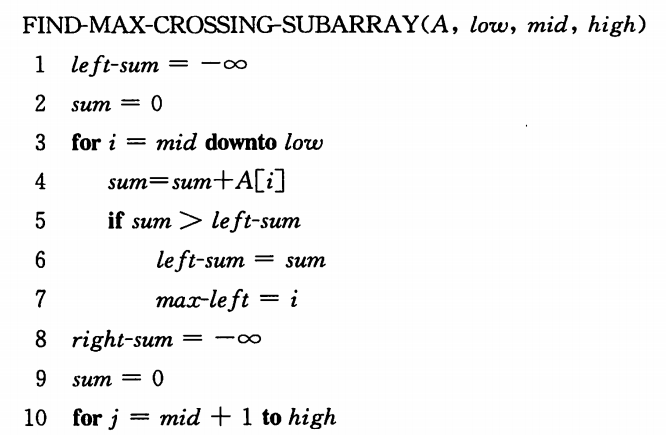 FIND-MAX-CROSSING-SUBARRAY(A, low, mid, high)
1 left-sum = −∞
2 sum = 0
3 for i = mid downto low
4 sum=sum+A[i]
5 if sum > left-sum
6 left-sum = sum
7 max-left = i
8 right-sum = −∞
9 sum = 0
10 for j = mid + 1 to high